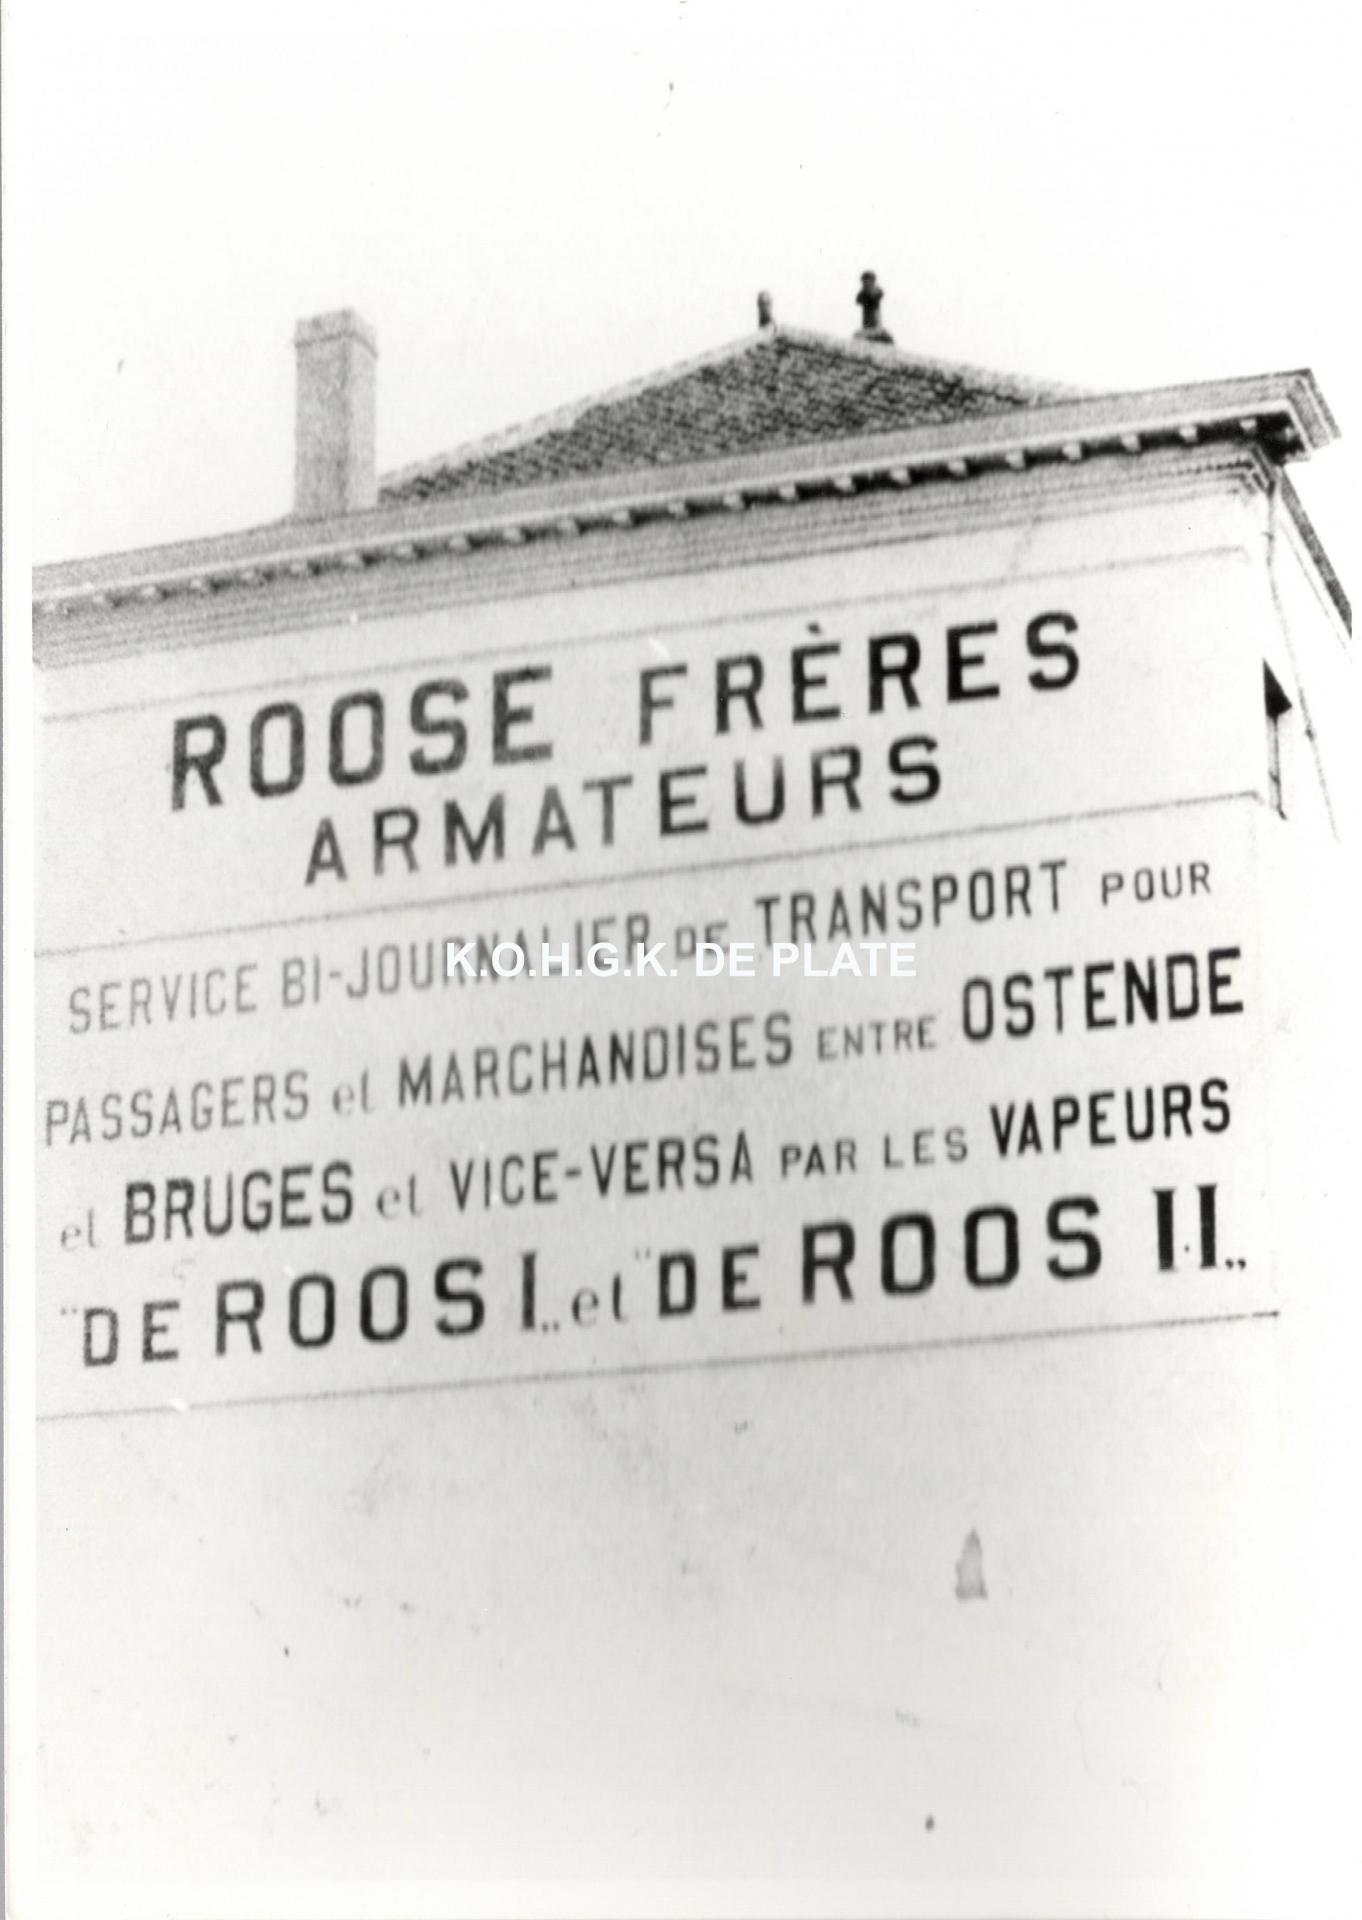 ROOSE FRÈRES
ARMATEURS
SERVICE BI-JOURNALIER DE TRANSPORT POUR
PASSAGERS et MARCHANDISES ENTRE OSTENDE
et BRUGES et VICE-VERSA PAR LES VAPEURS
"DE ROOS I„ et "DE ROOS II„
K.O.H.G.K. DE PLATE